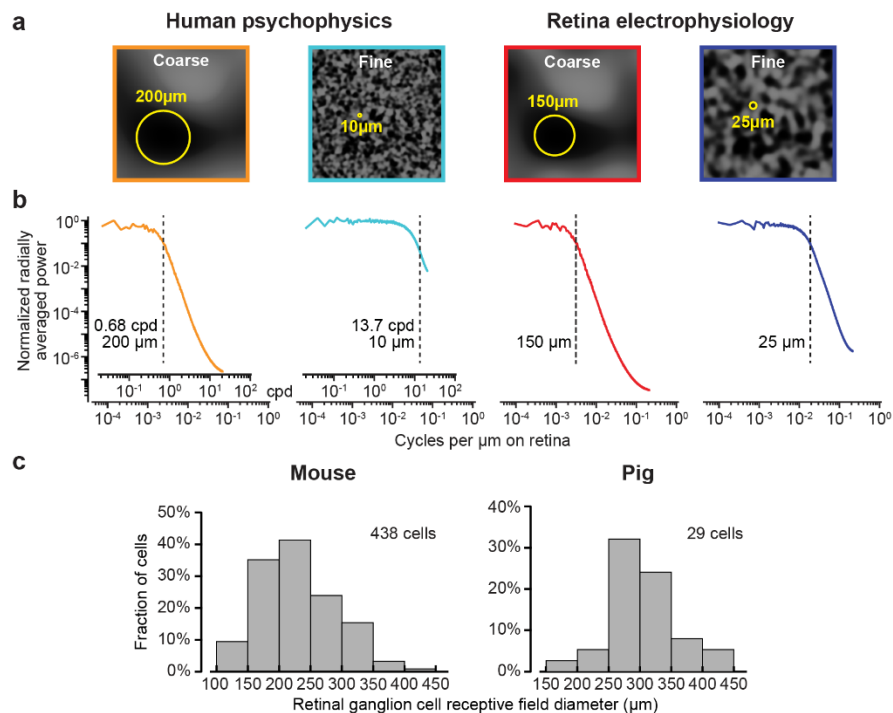 a
Human psychophysics
Retina electrophysiology
Coarse
200µm
Fine
10µm
Coarse
150µm
Fine
25µm
b
Normalized radially
averaged power
10⁰
10⁻²
10⁻⁴
10⁻⁶
0.68 cpd
200 µm
13.7 cpd
10 µm
150 µm
25 µm
10⁻¹ 10⁰ 10¹ 10² cpd
10⁻¹ 10⁰ 10¹ 10²
10⁻⁴ 10⁻³ 10⁻² 10⁻¹ 10⁰
10⁻⁴ 10⁻³ 10⁻² 10⁻¹ 10⁰
10⁻⁴ 10⁻³ 10⁻² 10⁻¹ 10⁰
10⁻⁴ 10⁻³ 10⁻² 10⁻¹ 10⁰
Cycles per µm on retina
c
Mouse
Fraction of cells
50%
40%
30%
20%
10%
0%
438 cells
100 150 200 250 300 350 400 450
Pig
40%
30%
20%
10%
0%
29 cells
150 200 250 300 350 400 450
Retinal ganglion cell receptive field diameter (µm)